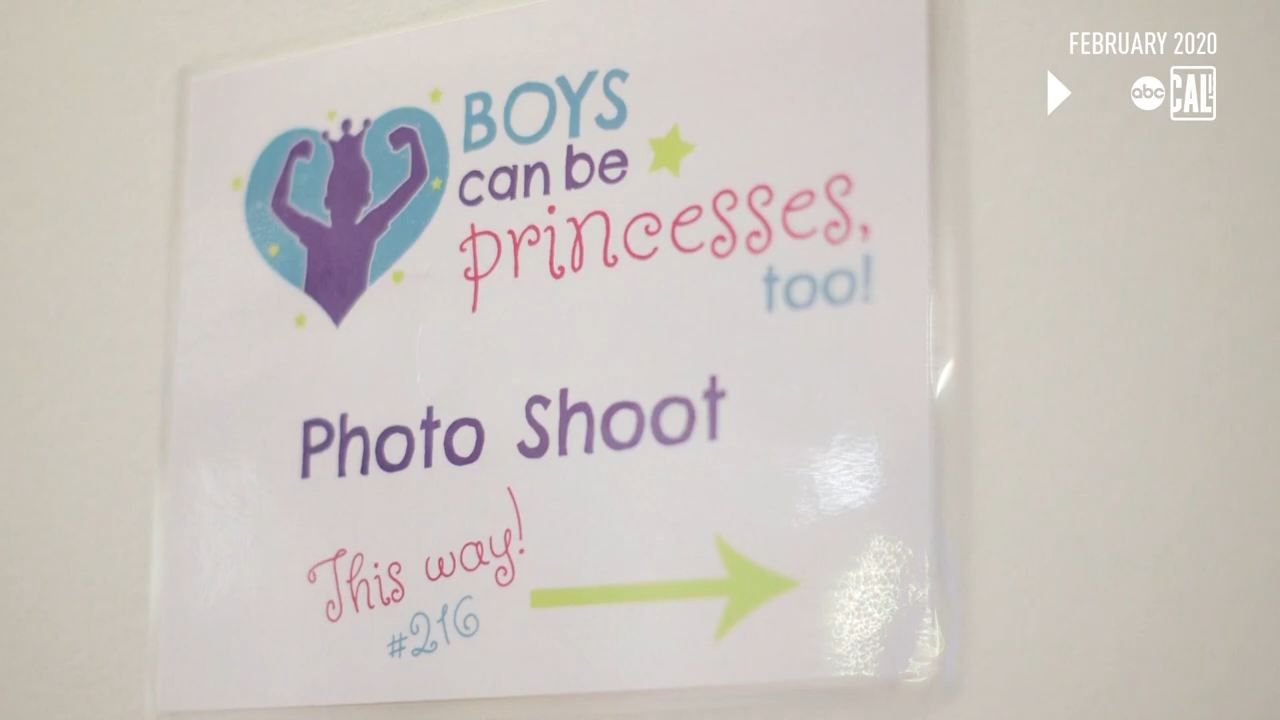 FEBRUARY 2020
abc CAL!
BOYS
can be
princesses,
too!
Photo Shoot
This way!
#216